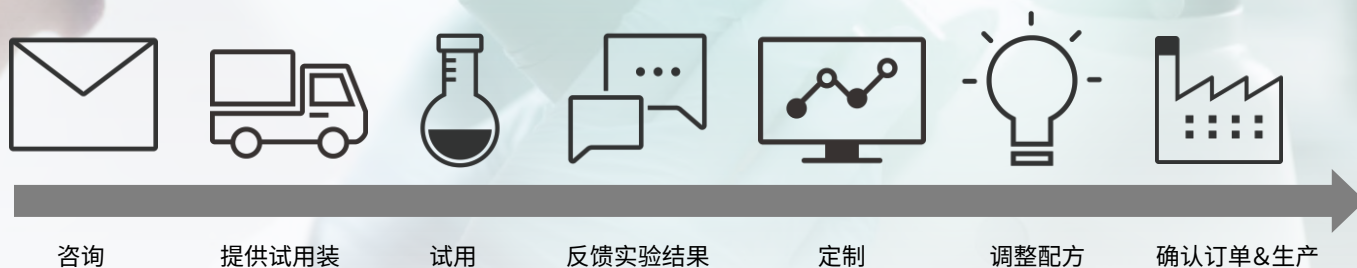 咨询
提供试用装
试用
反馈实验结果
定制
调整配方
确认订单&生产